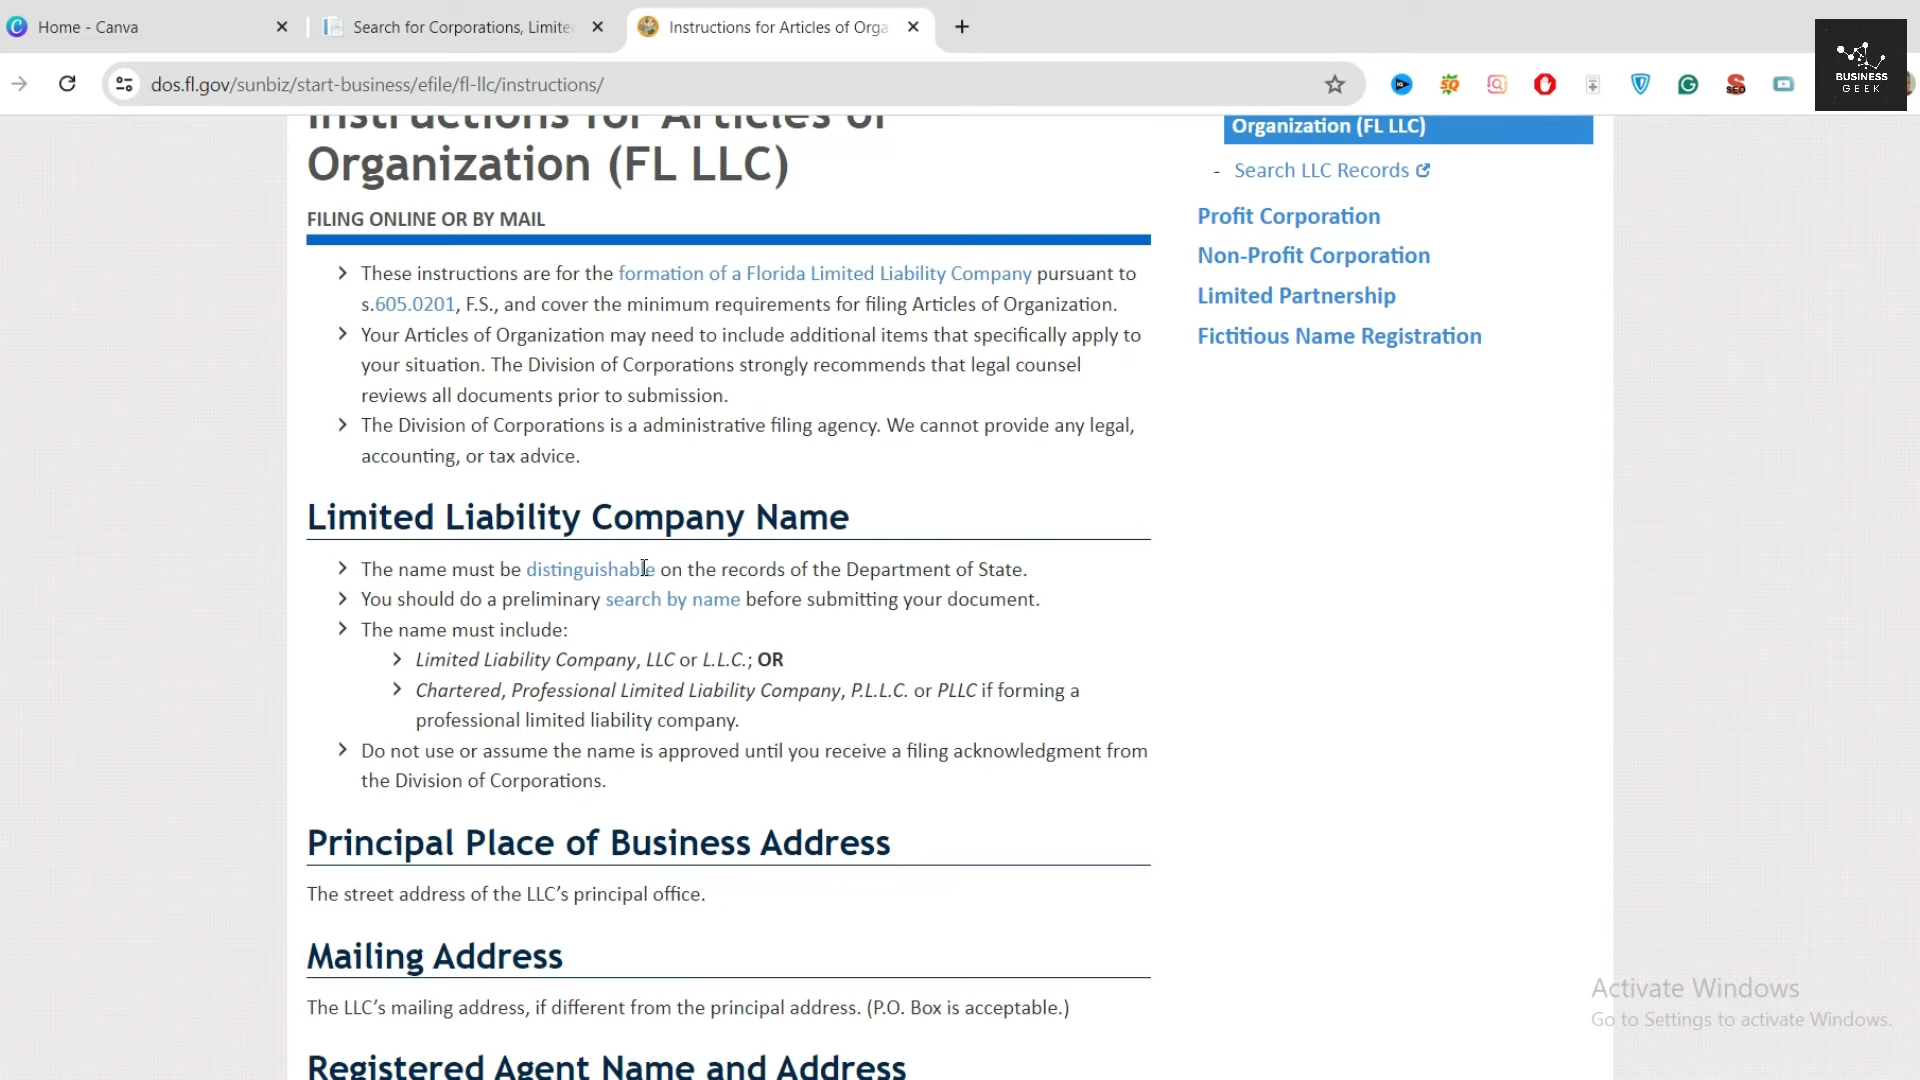 Home - Canva
Search for Corporations, Limite
Instructions for Articles of Orga
dos.fl.gov/sunbiz/start-business/efile/fl-llc/instructions/
SQ
SEO
BUSINESS
GEEK
Instructions for Articles of
Organization (FL LLC)
FILING ONLINE OR BY MAIL
These instructions are for the formation of a Florida Limited Liability Company pursuant to
s.605.0201, F.S., and cover the minimum requirements for filing Articles of Organization.
Your Articles of Organization may need to include additional items that specifically apply to
your situation. The Division of Corporations strongly recommends that legal counsel
reviews all documents prior to submission.
The Division of Corporations is a administrative filing agency. We cannot provide any legal,
accounting, or tax advice.
Limited Liability Company Name
The name must be distinguishable on the records of the Department of State.
You should do a preliminary search by name before submitting your document.
The name must include:
Limited Liability Company, LLC or L.L.C.; OR
Chartered, Professional Limited Liability Company, P.L.L.C. or PLLC if forming a
professional limited liability company.
Do not use or assume the name is approved until you receive a filing acknowledgment from
the Division of Corporations.
Principal Place of Business Address
The street address of the LLC's principal office.
Mailing Address
The LLC's mailing address, if different from the principal address. (P.O. Box is acceptable.)
Registered Agent Name and Address
Organization (FL LLC)
- Search LLC Records
Profit Corporation
Non-Profit Corporation
Limited Partnership
Fictitious Name Registration
Activate Windows
Go to Settings to activate Windows.